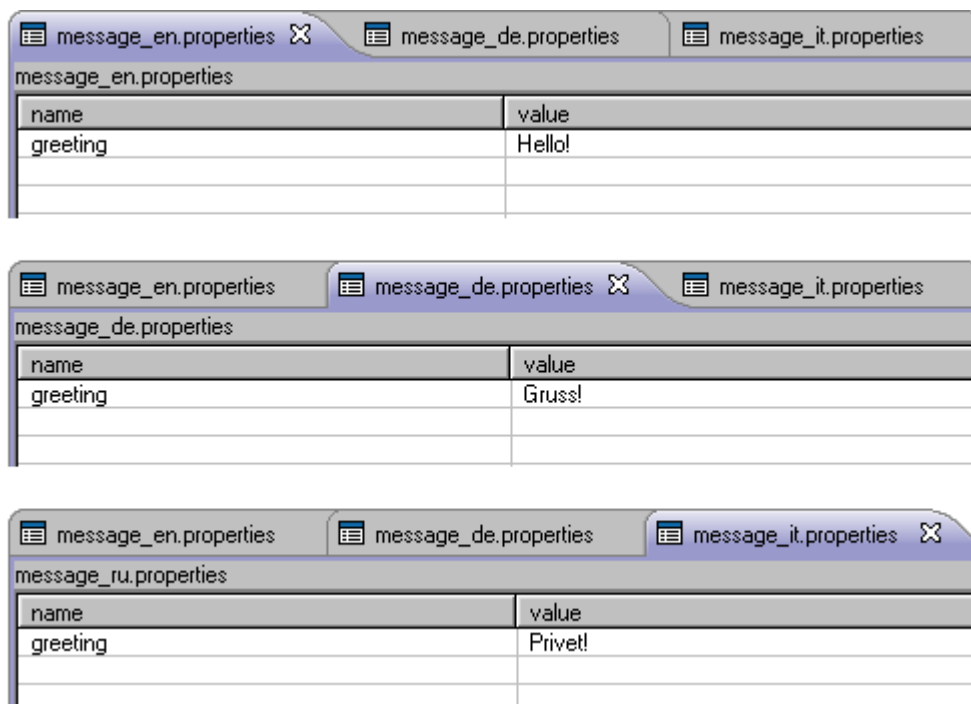 message_en.properties message_de.properties message_it.properties
message_en.properties
name value
greeting Hello!
message_en.properties message_de.properties message_it.properties
message_de.properties
name value
greeting Gruss!
message_en.properties message_de.properties message_it.properties
message_ru.properties
name value
greeting Privet!